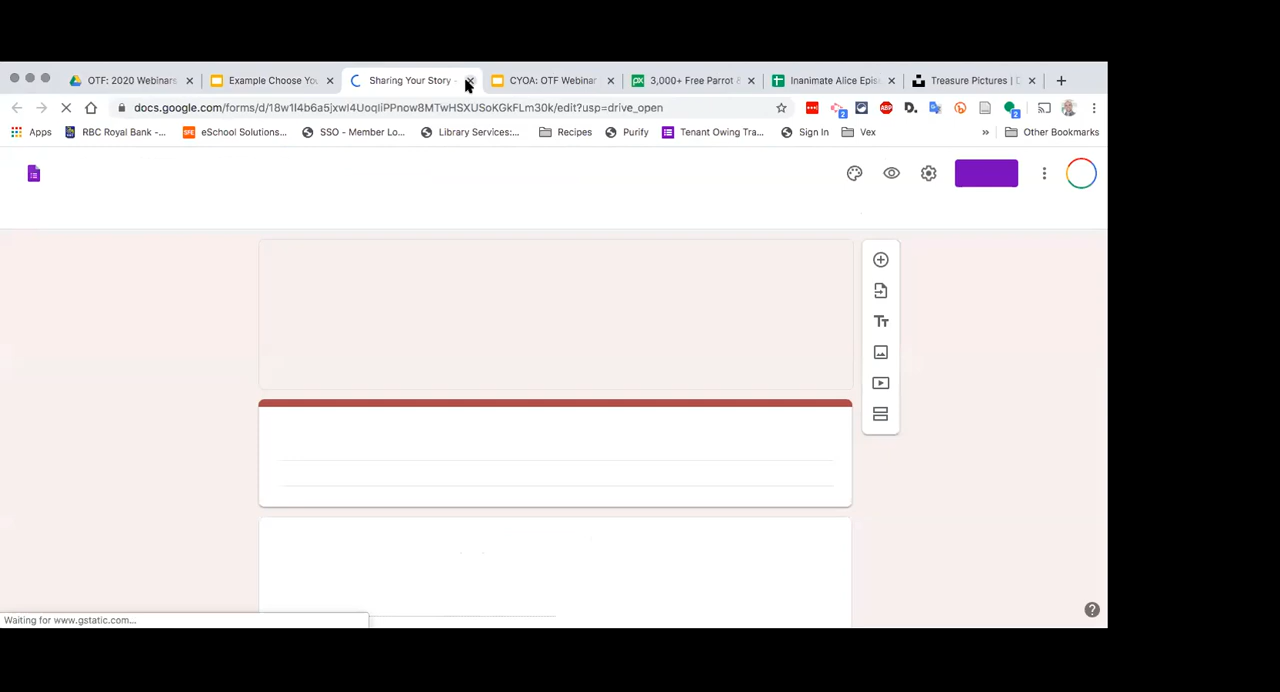 OTF: 2020 Webinars
Example Choose Yo
Sharing Your Story -
CYOA: OTF Webinar
3,000+ Free Parrot &
Inanimate Alice Epis
Treasure Pictures | D
docs.google.com/forms/d/18w1I4b6a5jxwI4UoqIiPPnow8MTwHSXUSoKGkFLm30k/edit?usp=drive_open
Apps
RBC Royal Bank -...
eSchool Solutions...
SSO - Member Lo...
Library Services:...
Recipes
Purify
Tenant Owing Tra...
Sign In
Vex
»
Other Bookmarks
Waiting for www.gstatic.com...